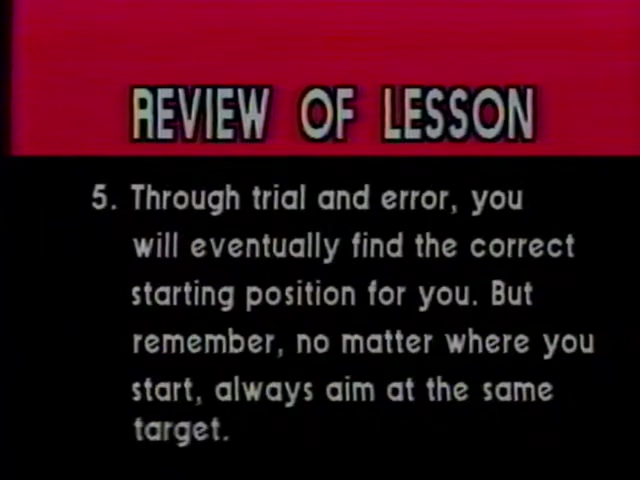 REVIEW OF LESSON
5. Through trial and error, you
will eventually find the correct
starting position for you. But
remember, no matter where you
start, always aim at the same
target.